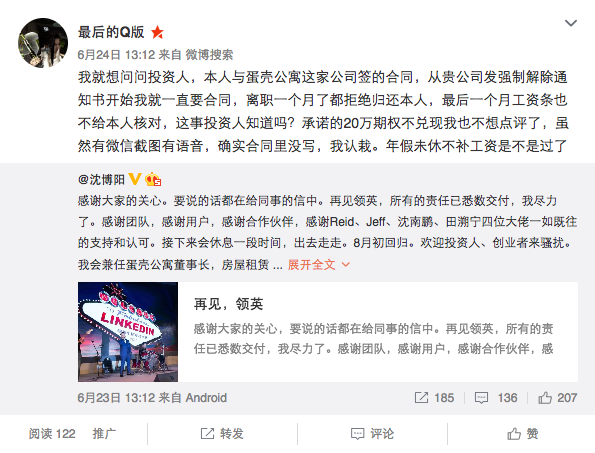 最后的Q版
6月24日 13:12 来自 微博搜索
我就想问问投资人，本人与蛋壳公寓这家公司签的合同，从贵公司发强制解除通
知书开始我就一直要合同，离职一个月了都拒绝归还本人，最后一个月工资条也
不给本人核对，这事投资人知道吗？承诺的20万期权不兑现我也不想点评了，虽
然有微信截图有语音，确实合同里没写，我认栽。年假未休不补工资是不是过了
@沈博阳
感谢大家的关心。要说的话都在给同事的信中。再见领英，所有的责任已悉数交付，我尽力
了。感谢团队，感谢用户，感谢合作伙伴，感谢Reid、Jeff、沈南鹏、田溯宁四位大佬一如既往
的支持和认可。接下来会休息一段时间，出去走走。8月初回归。欢迎投资人、创业者来骚扰。
我会兼任蛋壳公寓董事长，房屋租赁 ... 展开全文
WELCOME
LINKEDIN
再见，领英
感谢大家的关心，要说的话都在给同事的信中。再见领英，所有的责
任已悉数交付，我尽力了。感谢团队，感谢用户，感谢合作伙伴，感
6月23日 13:12 来自 Android 185 136 207
阅读 122 推广 转发 评论 赞